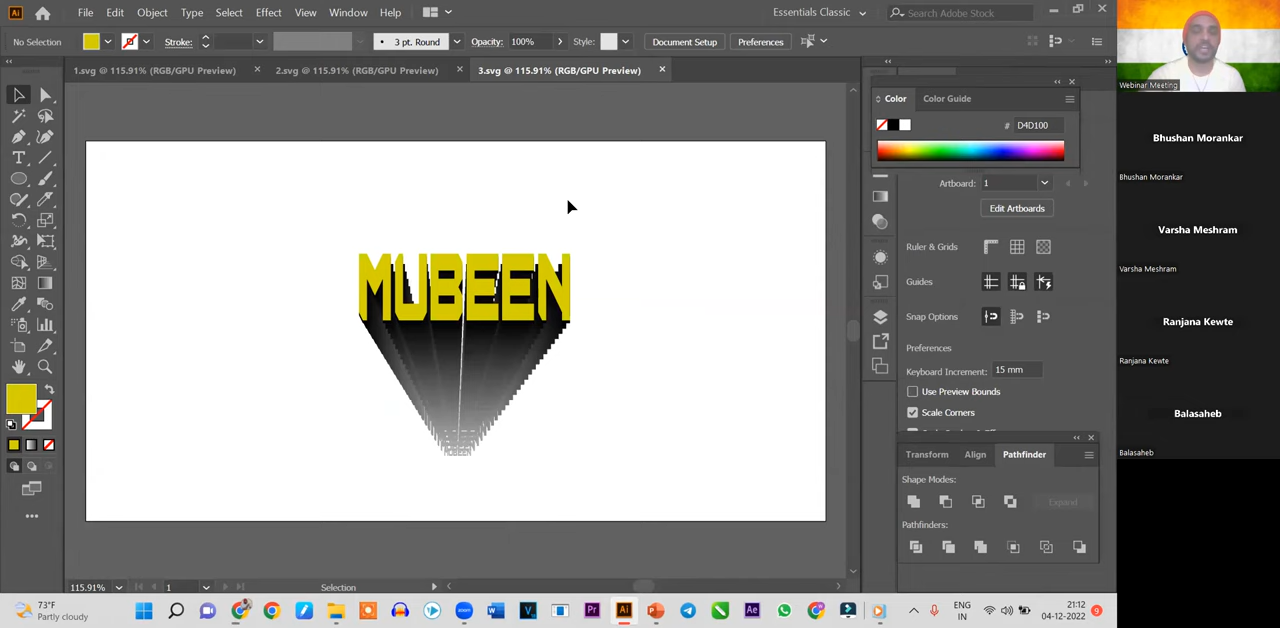 Ai File Edit Object Type Select Effect View Window Help Essentials Classic Search Adobe Stock
No Selection Stroke: 3 pt. Round Opacity: 100% Style: Document Setup Preferences
1.svg @ 115.91% (RGB/GPU Preview) 2.svg @ 115.91% (RGB/GPU Preview) 3.svg @ 115.91% (RGB/GPU Preview)
Color Color Guide
# D4D100
Artboard: 1
Edit Artboards
Ruler & Grids
Guides
Snap Options
Preferences
Keyboard Increment: 15 mm
Use Preview Bounds
Scale Corners
Transform Align Pathfinder
Shape Modes:
Expand
Pathfinders:
MUBEEN
MUBEEN
115.91% 1 Selection
73°F
Partly cloudy
ENG
IN
21:12
04-12-2022
9
Webinar Meeting
Bhushan Morankar
Bhushan Morankar
Varsha Meshram
Varsha Meshram
Ranjana Kewte
Ranjana Kewte
Balasaheb
Balasaheb